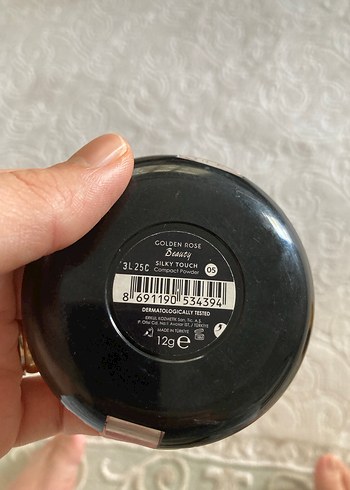 GOLDEN ROSE
Beauty
SILKY TOUCH
3L25C Compact Powder 05
8 691190 534394
DERMATOLOGICALLY TESTED
MADE IN TÜRKİYE
12g e